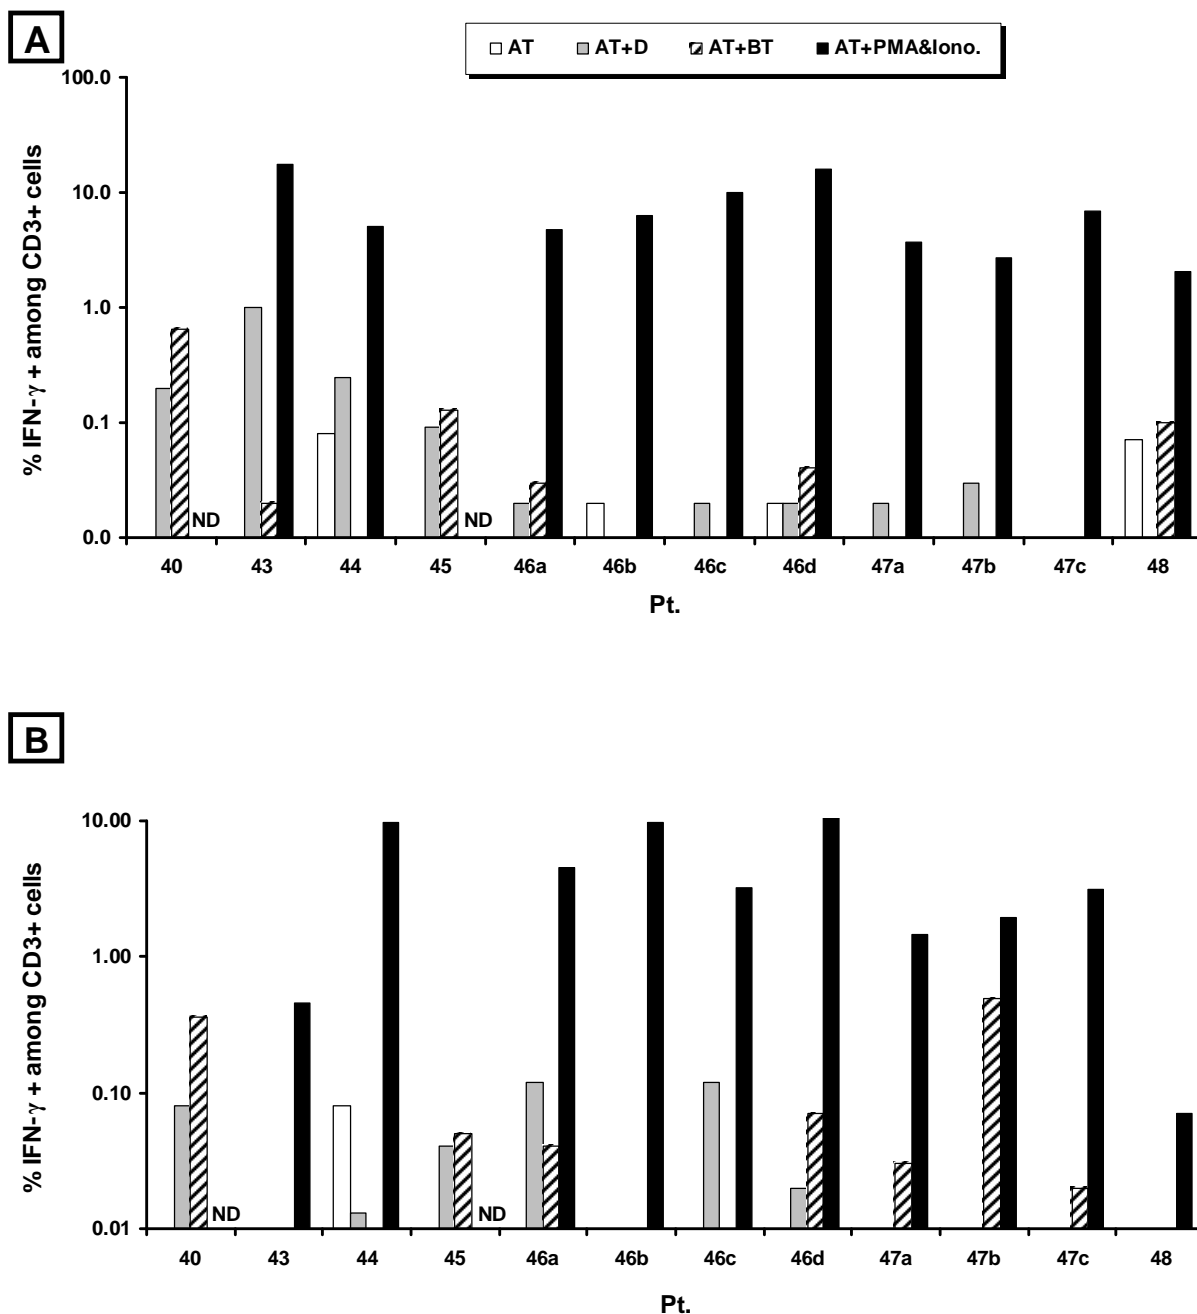 A
AT AT+D AT+BT AT+PMA&Iono.
% IFN-γ + among CD3+ cells
100.0
10.0
1.0
0.1
0.0
ND
ND
40 43 44 45 46a 46b 46c 46d 47a 47b 47c 48
Pt.
B
% IFN-γ + among CD3+ cells
10.00
1.00
0.10
0.01
ND
ND
40 43 44 45 46a 46b 46c 46d 47a 47b 47c 48
Pt.